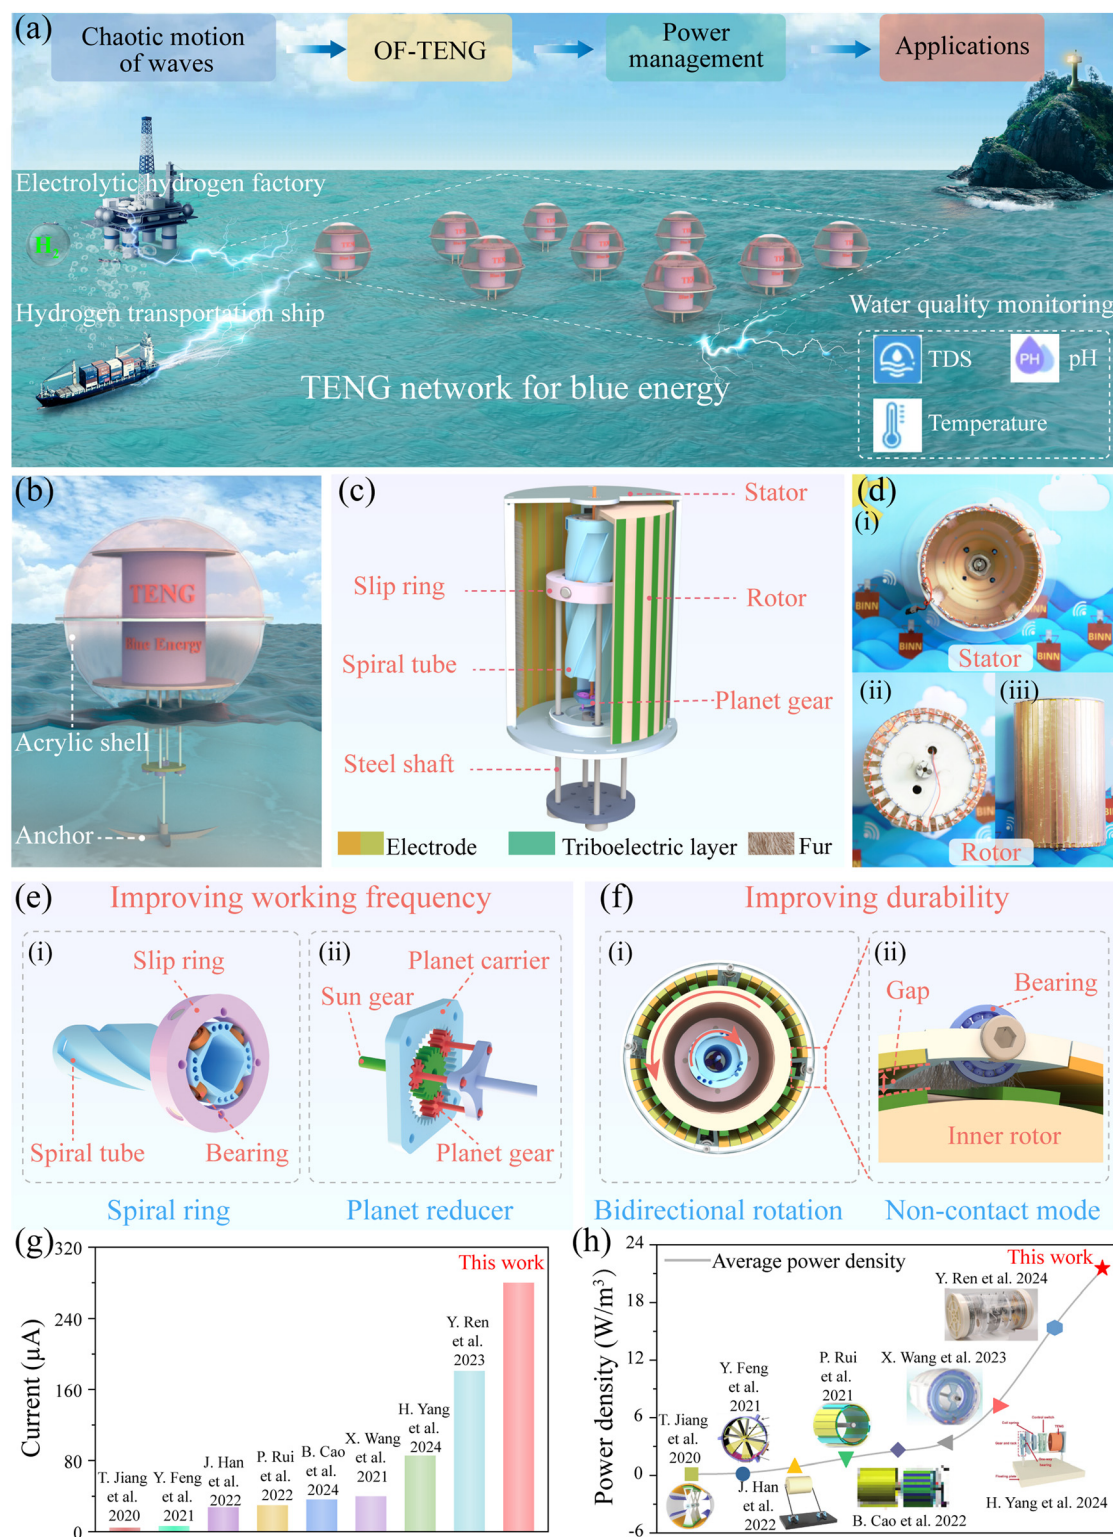 (a)
Chaotic motion
of waves
OF-TENG
Power
management
Applications
Electrolytic hydrogen factory
H₂
Hydrogen transportation ship
TENG
TENG network for blue energy
Water quality monitoring
TDS
PH
pH
Temperature
(b)
TENG
Blue Energy
Acrylic shell
Anchor
(c)
Stator
Slip ring
Rotor
Spiral tube
Planet gear
Steel shaft
Electrode
Triboelectric layer
Fur
(d)
(i)
BINN
BINN
BINN
BINN
Stator
(ii)
(iii)
Rotor
(e)
Improving working frequency
(i)
Slip ring
Spiral tube
Bearing
Spiral ring
(ii)
Planet carrier
Sun gear
Planet gear
Planet reducer
(f)
Improving durability
(i)
Bidirectional rotation
(ii)
Bearing
Gap
Inner rotor
Non-contact mode
(g)
Current (μA)
320
240
160
80
0
T. Jiang
et al.
2020
Y. Feng
et al.
2021
J. Han
et al.
2022
P. Rui
et al.
2022
B. Cao
et al.
2024
X. Wang
et al.
2021
H. Yang
et al.
2024
Y. Ren
et al.
2023
This work
(h)
Power density (W/m³)
24
18
12
6
0
-6
Average power density
This work
Y. Ren et al. 2024
X. Wang et al. 2023
P. Rui
et al.
2021
Y. Feng
et al.
2021
T. Jiang
et al.
2020
J. Han
et al.
2022
B. Cao et al. 2022
H. Yang et al. 2024